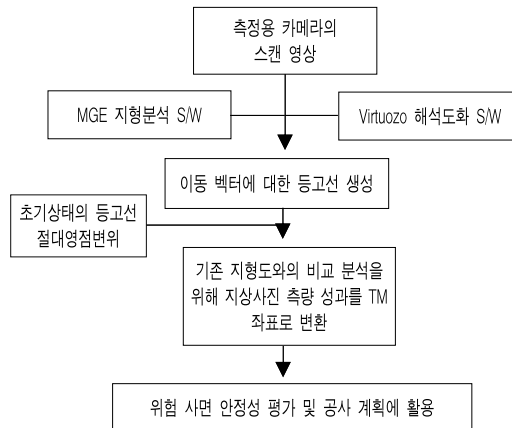 측정용 카메라의
스캔 영상
MGE 지형분석 S/W
Virtuozo 해석도화 S/W
이동 벡터에 대한 등고선 생성
초기상태의 등고선
절대영점변위
기존 지형도와의 비교 분석을
위해 지상사진 측량 성과를 TM
좌표로 변환
위험 사면 안정성 평가 및 공사 계획에 활용